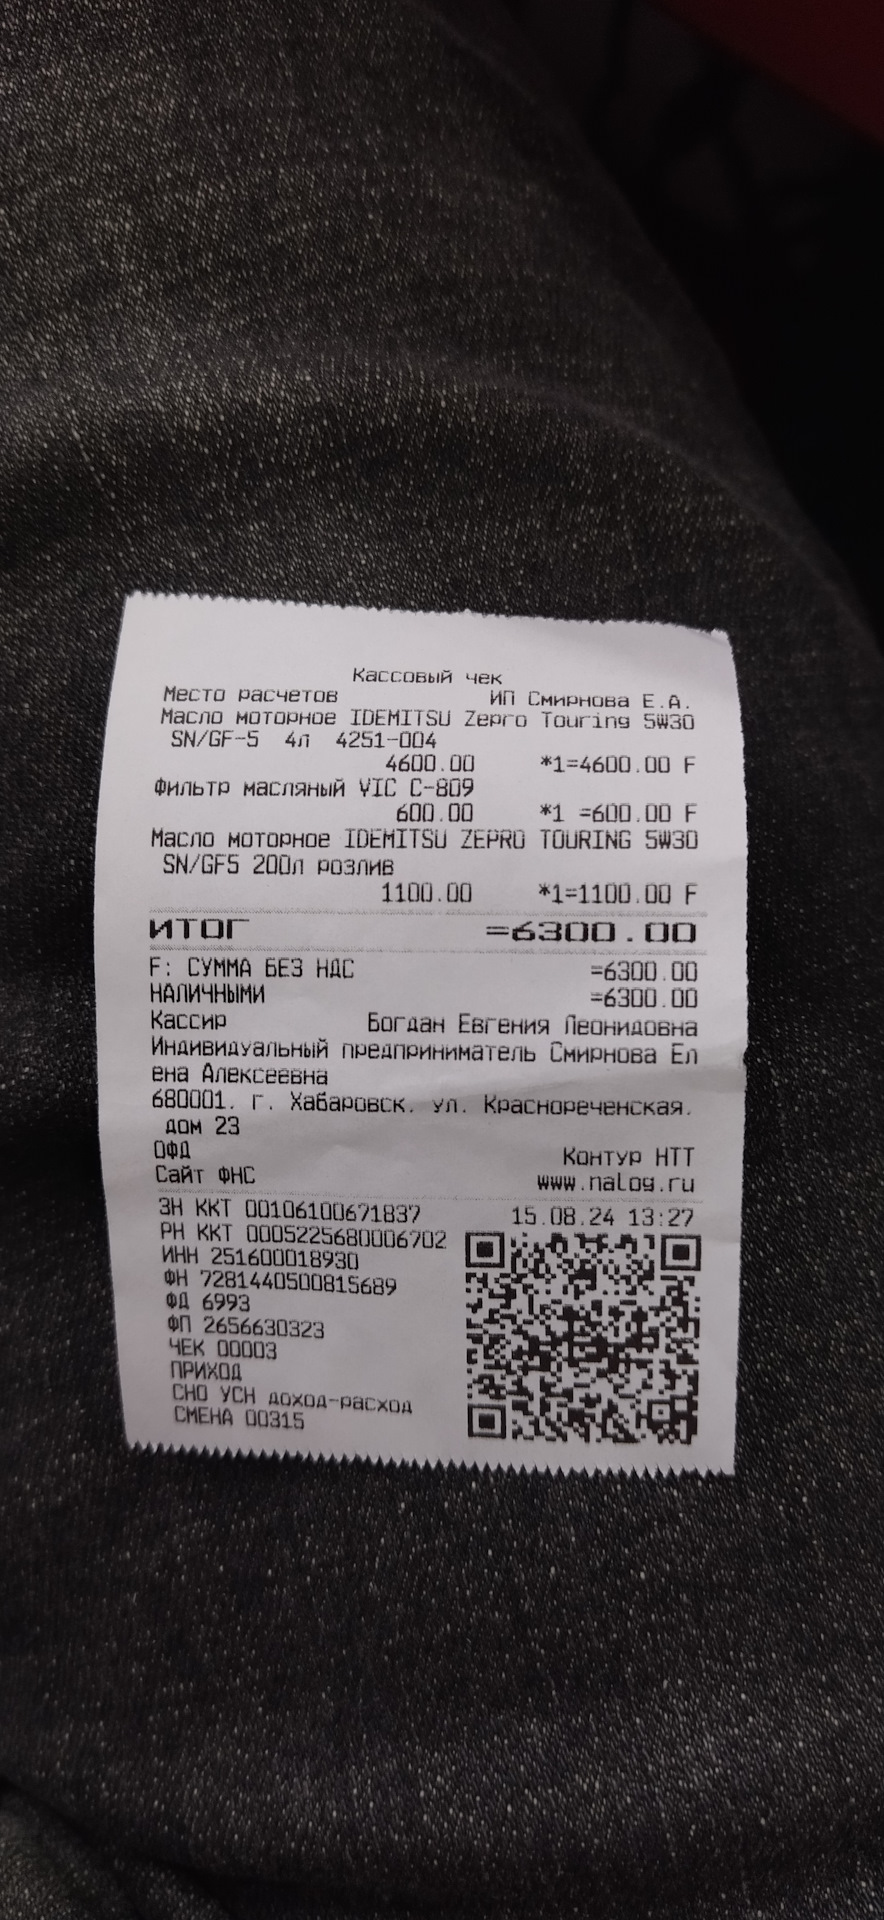 Кассовый чек
Место расчетов ИП Смирнова Е.А.
Масло моторное IDEMITSU Zepro Touring 5W30
SN/GF-5 4л 4251-004
4600.00 *1=4600.00 F
Фильтр масляный VIC C-809
600.00 *1 =600.00 F
Масло моторное IDEMITSU ZEPRO TOURING 5W30
SN/GF5 200л розлив
1100.00 *1=1100.00 F
ИТОГ =6300.00
F: СУММА БЕЗ НДС =6300.00
НАЛИЧНЫМИ =6300.00
Кассир Богдан Евгения Леонидовна
Индивидуальный предприниматель Смирнова Ел
ена Алексеевна
680001. г. Хабаровск. ул. Краснореченская.
дом 23
ОФД Контур НТТ
Сайт ФНС www.nalog.ru
ЗН ККТ 00106100671837 15.08.24 13:27
РН ККТ 0005225680006702
ИНН 251600018930
ФН 7281440500815689
ФД 6993
ФП 2656630323
ЧЕК 00003
ПРИХОД
СНО УСН доход-расход
СМЕНА 00315